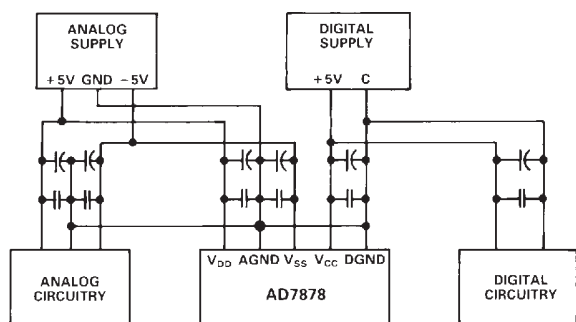 ANALOG
SUPPLY
+5V GND −5V
DIGITAL
SUPPLY
+5V C
VDD AGND VSS VCC DGND
AD7878
ANALOG
CIRCUITRY
DIGITAL
CIRCUITRY